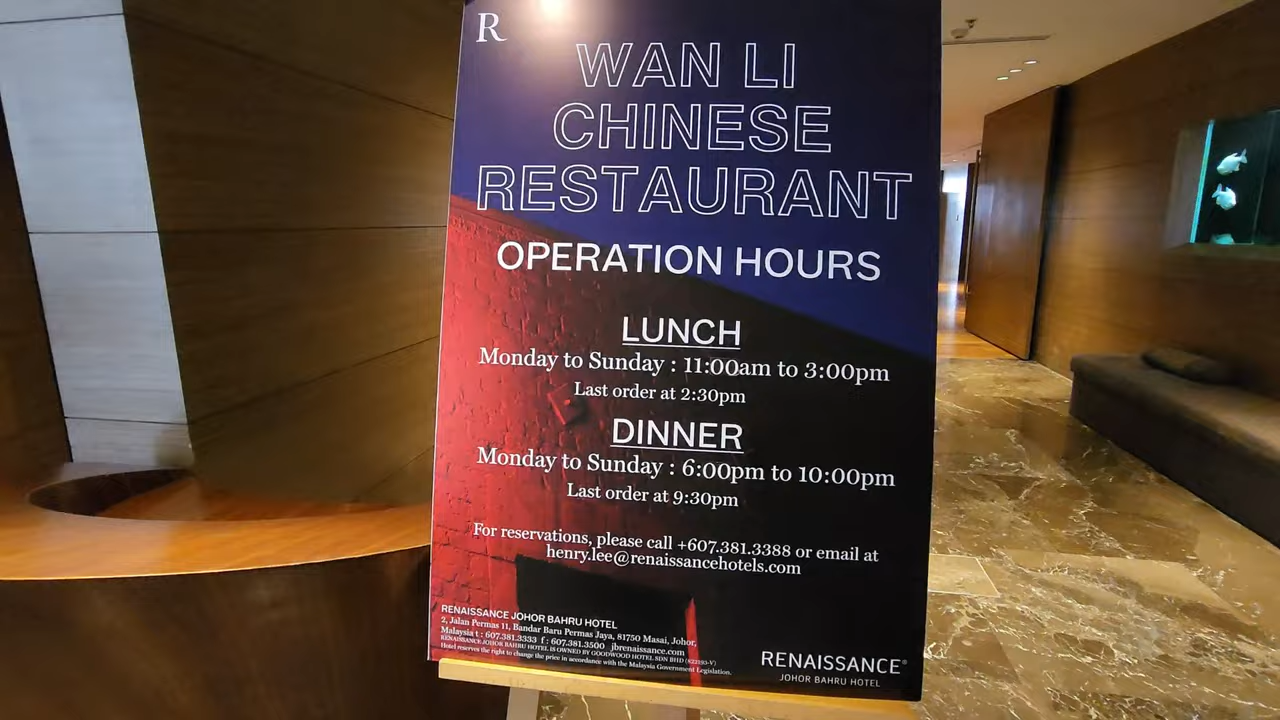 R
WAN LI
CHINESE
RESTAURANT
OPERATION HOURS
LUNCH
Monday to Sunday : 11:00am to 3:00pm
Last order at 2:30pm
DINNER
Monday to Sunday : 6:00pm to 10:00pm
Last order at 9:30pm
For reservations, please call +607.381.3388 or email at
henry.lee@renaissancehotels.com
RENAISSANCE JOHOR BAHRU HOTEL
2, Jalan Permas 11, Bandar Baru Permas Jaya, 81750 Masai, Johor,
Malaysia t : 607.381.3333 f : 607.381.3500 jbrenaissance.com
RENAISSANCE JOHOR BAHRU HOTEL IS OWNED BY GOODWOOD HOTEL SDN BHD
Hotel reserves the right to change the price in accordance with the Malaysia Government Legislation.
RENAISSANCE®
JOHOR BAHRU HOTEL